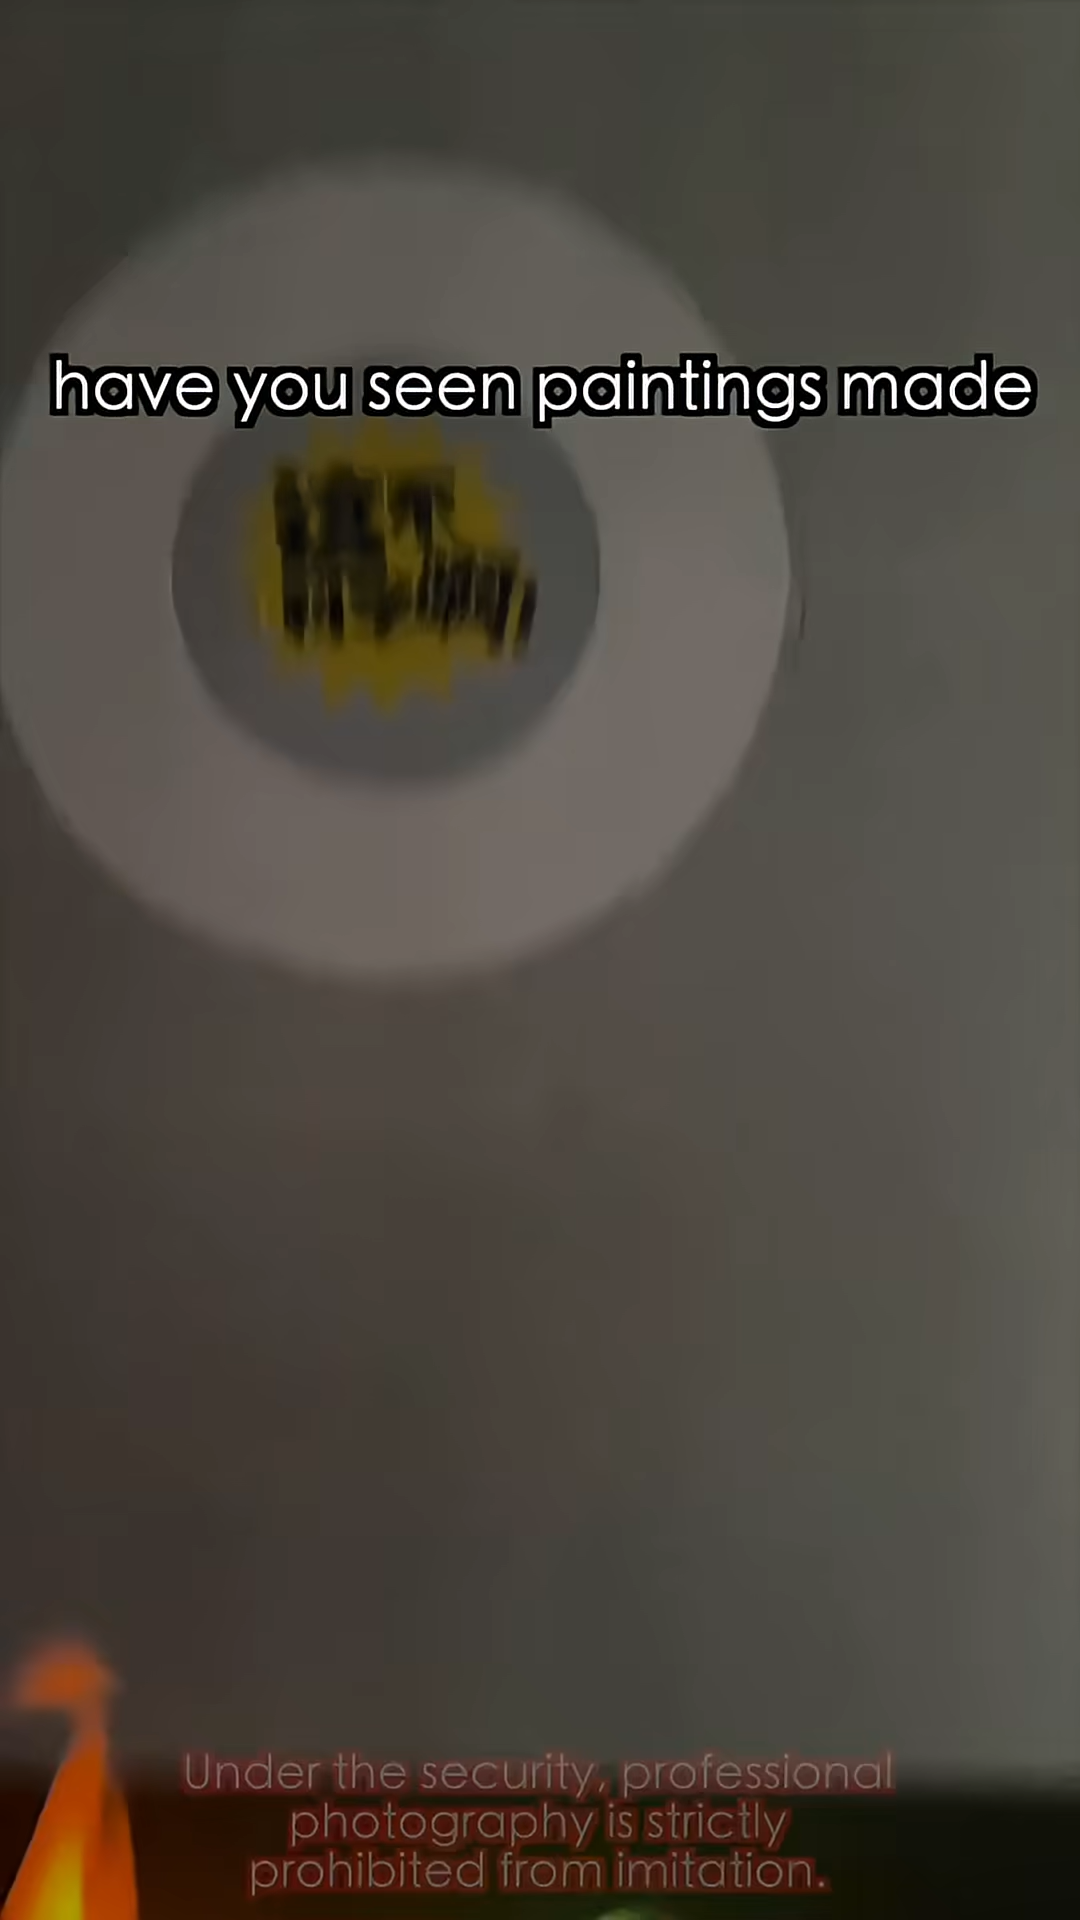 have you seen paintings made
Under the security, professional
photography is strictly
prohibited from imitation.